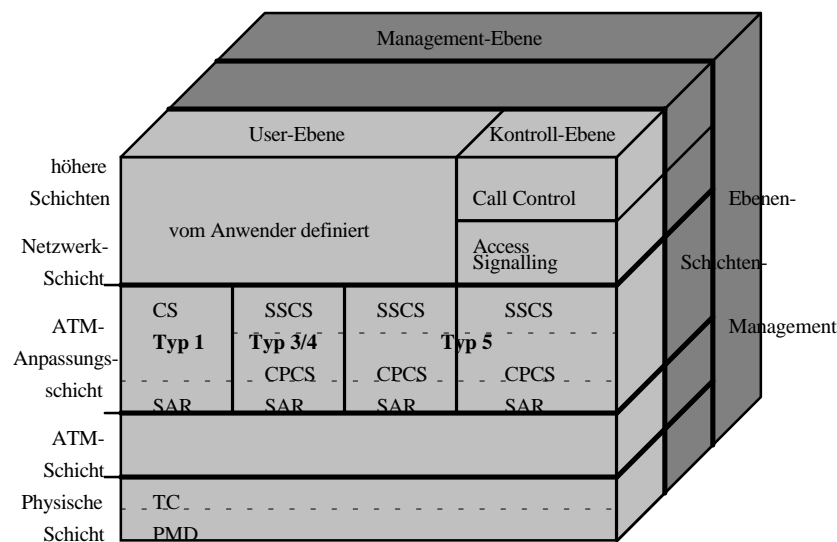 Management-Ebene
User-Ebene
Kontroll-Ebene
höhere
Schichten
Call Control
vom Anwender definiert
Ebenen-
Netzwerk-
Schicht
Access
Signalling
Schichten-
CS
SSCS
SSCS
SSCS
ATM-
Anpassungs-
schicht
Typ 1
Typ 3/4
Typ 5
Management
CPCS
CPCS
CPCS
SAR
SAR
SAR
SAR
ATM-
Schicht
Physische
Schicht
TC
PMD